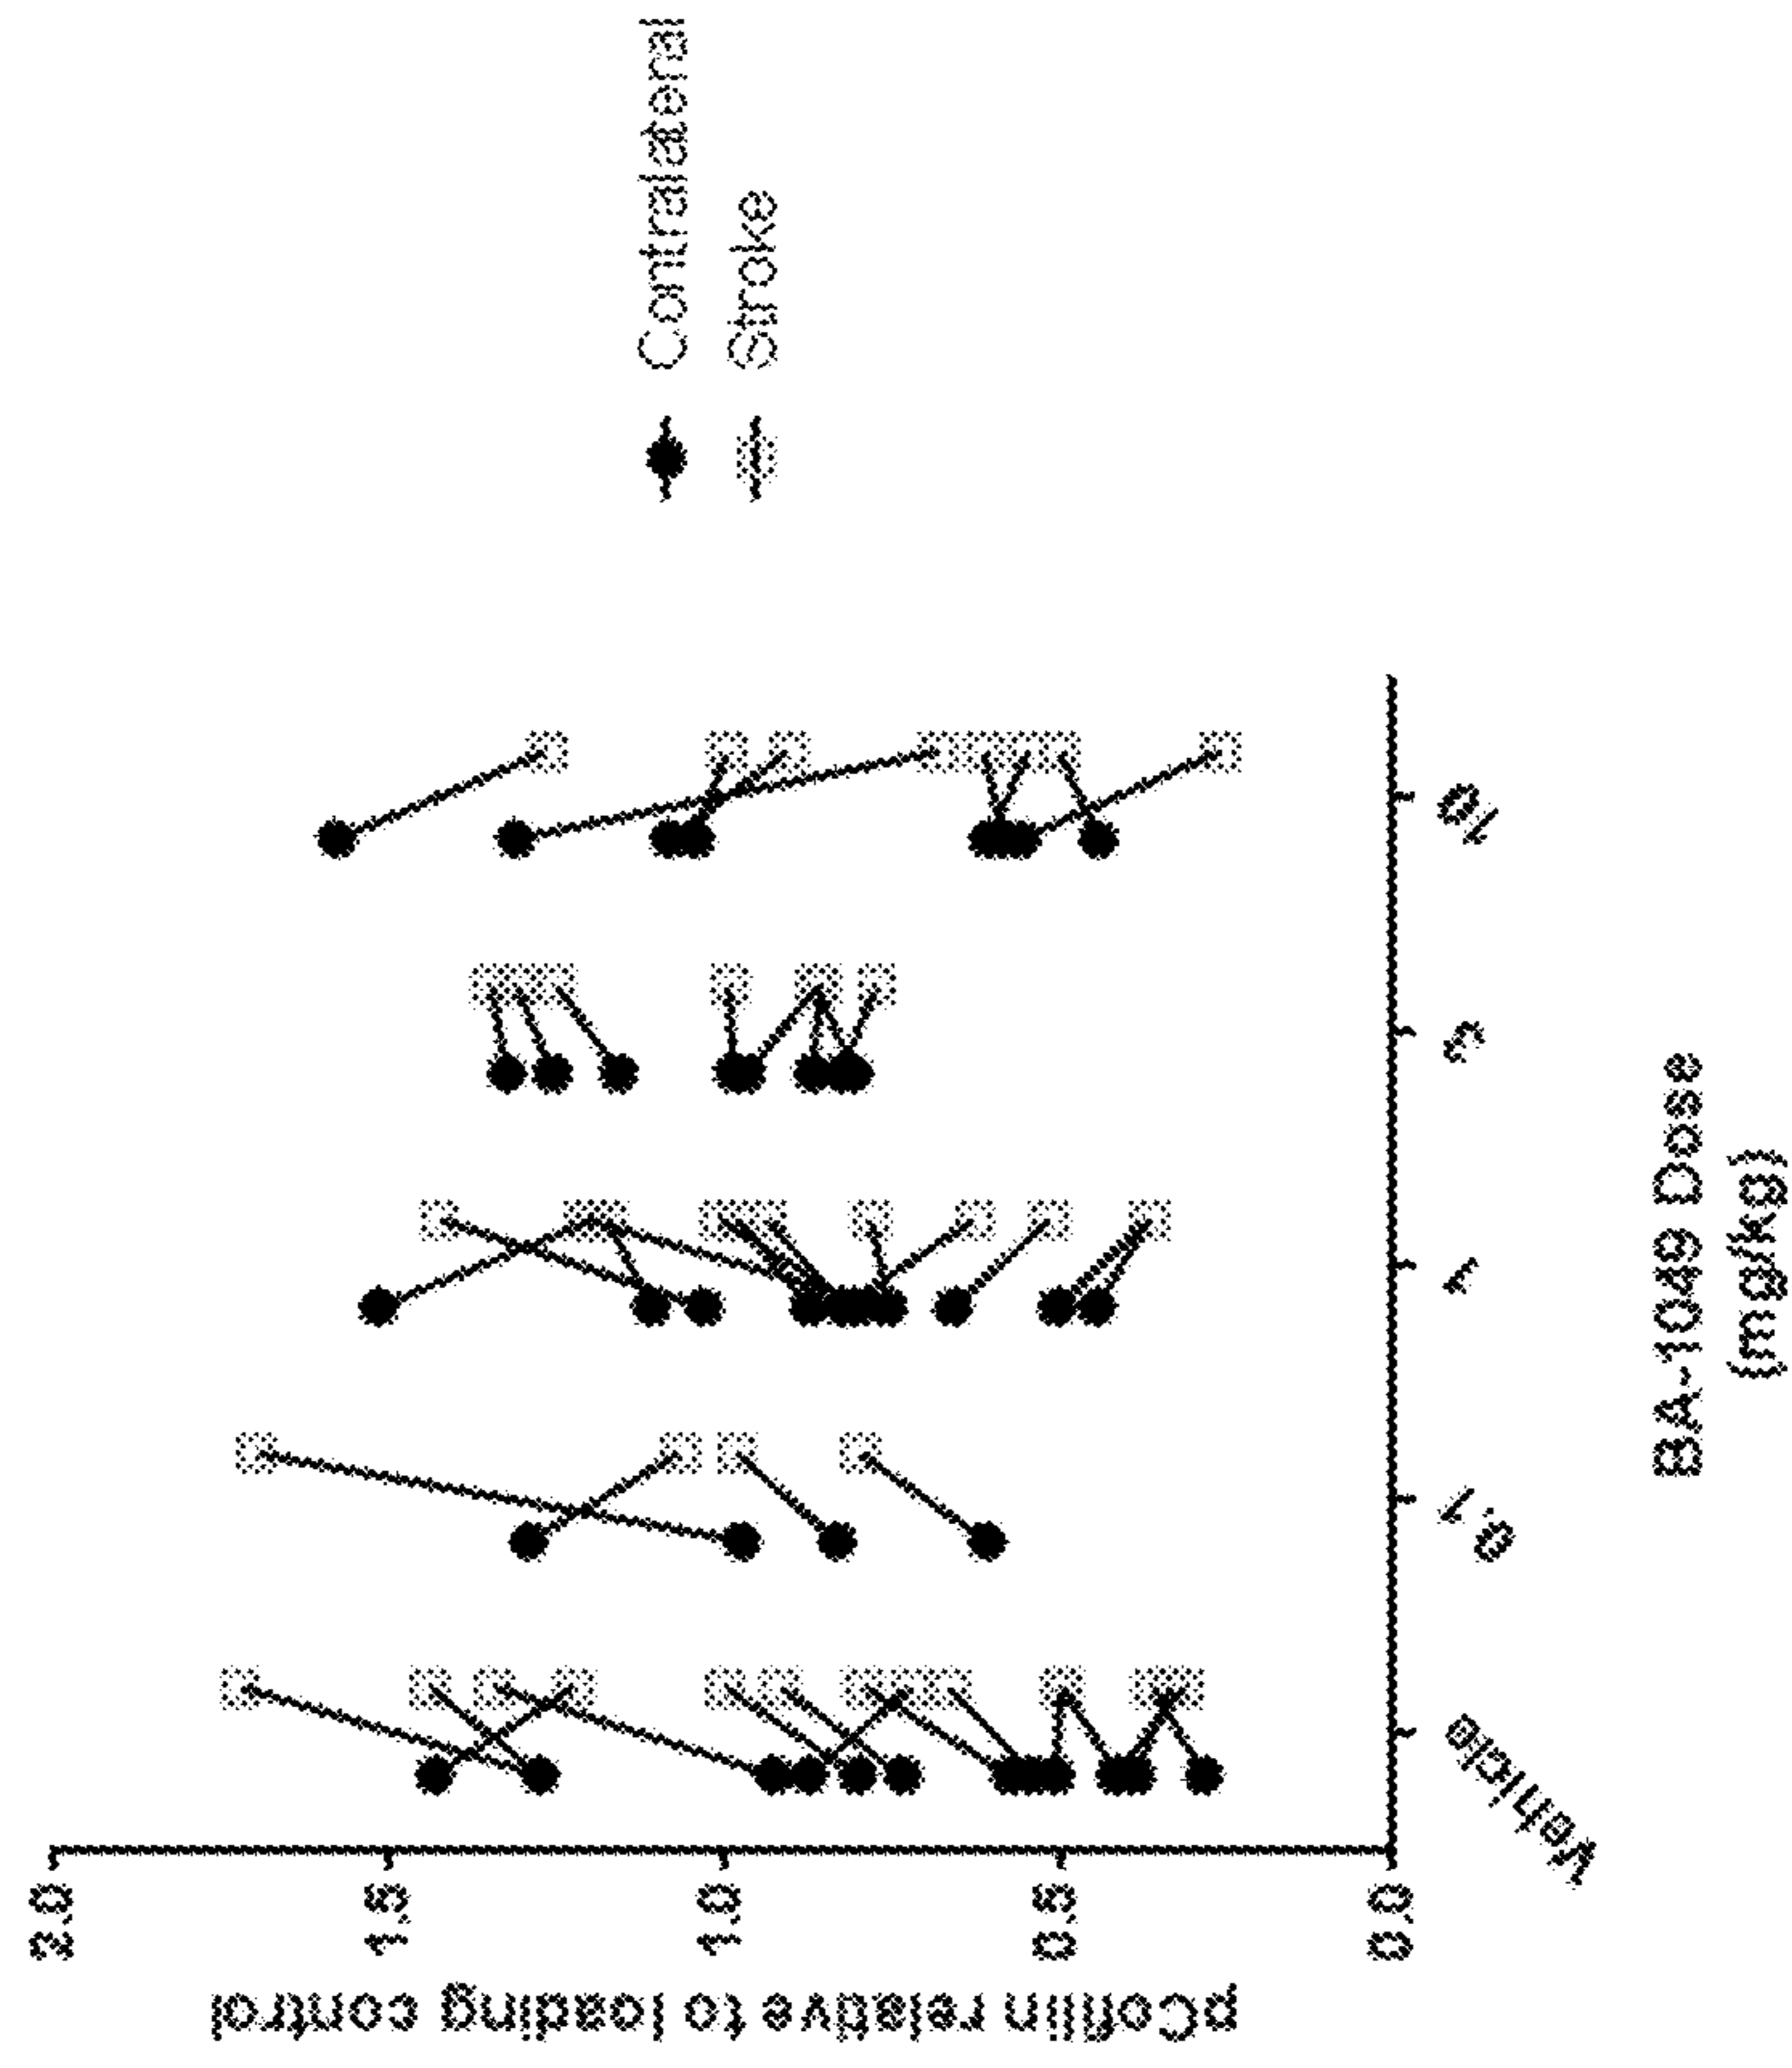 pCofilin relative to loading control
2.0
1.5
1.0
0.5
0.0
Vehicle
0.1
1
3
10
BA-1049 Dose
(mg/kg)
Contralateral
Stroke